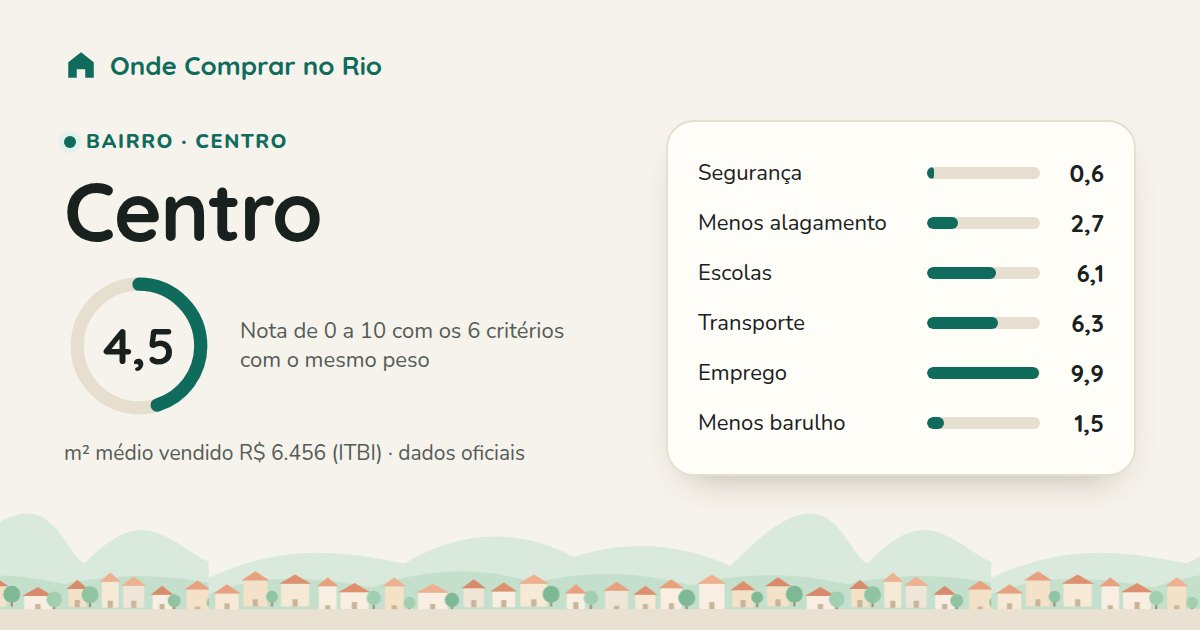 Onde Comprar no Rio
BAIRRO · CENTRO
Centro
4,5
Nota de 0 a 10 com os 6 critérios
com o mesmo peso
m² médio vendido R$ 6.456 (ITBI) · dados oficiais
Segurança 0,6
Menos alagamento 2,7
Escolas 6,1
Transporte 6,3
Emprego 9,9
Menos barulho 1,5